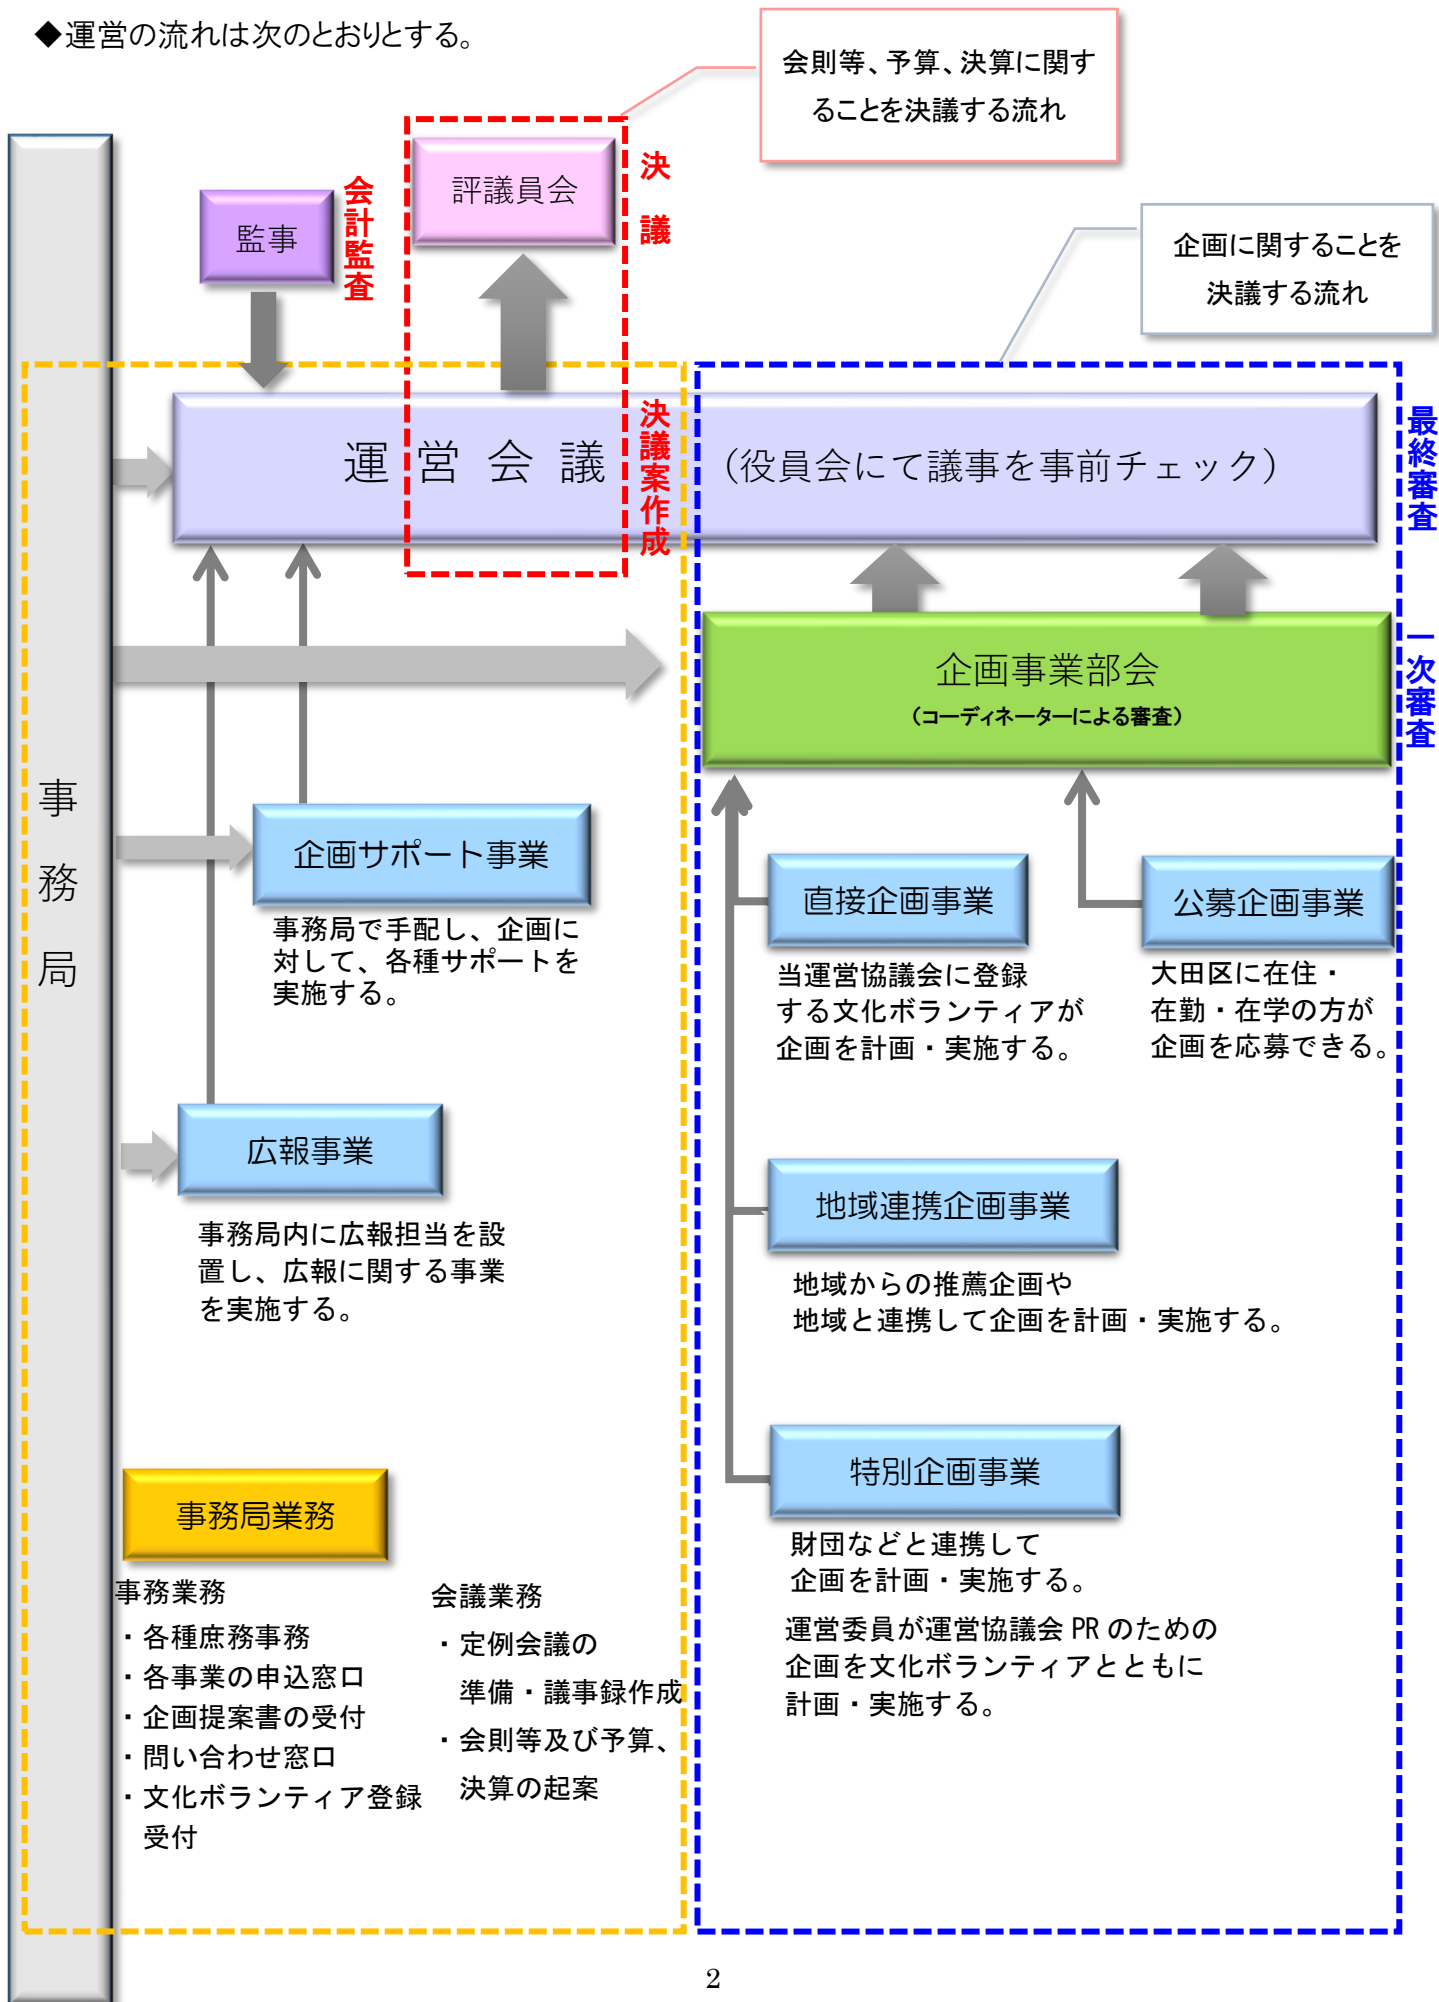 ◆運営の流れは次のとおりとする。
会則等、予算、決算に関す
ることを決議する流れ
評議員会
決議
監事
会計監査
企画に関することを
決議する流れ
運営会議
(役員会にて議事を事前チェック)
決議案作成
最終審査
企画事業部会
(コーディネーターによる審査)
一次審査
事務局
企画サポート事業
事務局で手配し、企画に
対して、各種サポートを
実施する。
直接企画事業
当運営協議会に登録
する文化ボランティアが
企画を計画・実施する。
公募企画事業
大田区に在住・
在勤・在学の方が
企画を応募できる。
広報事業
事務局内に広報担当を設
置し、広報に関する事業
を実施する。
地域連携企画事業
地域からの推薦企画や
地域と連携して企画を計画・実施する。
特別企画事業
財団などと連携して
企画を計画・実施する。
運営委員が運営協議会 PR のための
企画を文化ボランティアとともに
計画・実施する。
事務局業務
事務業務
・各種庶務事務
・各事業の申込窓口
・企画提案書の受付
・問い合わせ窓口
・文化ボランティア登録
受付
会議業務
・定例会議の
準備・議事録作成
・会則等及び予算、
決算の起案
2